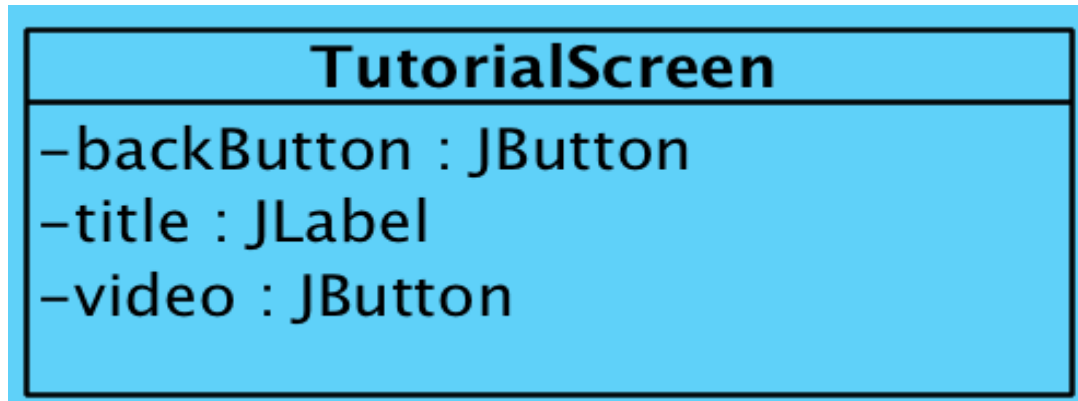 TutorialScreen
-backButton : JButton
-title : JLabel
-video : JButton